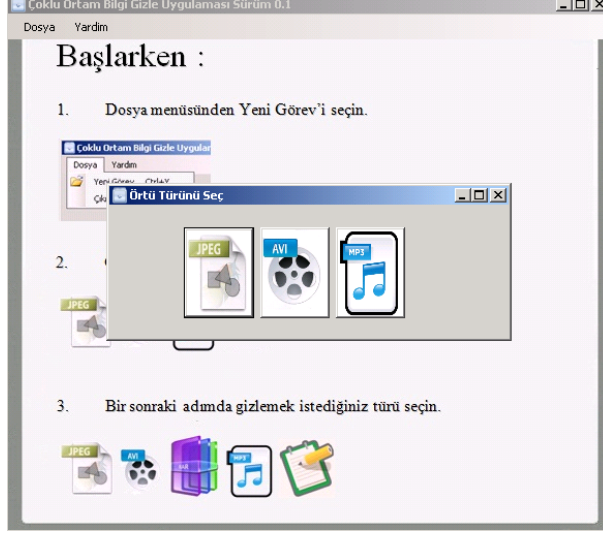 Çoklu Ortam Bilgi Gizle Uygulaması Sürüm 0.1
Dosya Yardim
Başlarken :
1. Dosya menüsünden Yeni Görev'i seçin.
Çoklu Ortam Bilgi Gizle Uygular
Dosya Yardım
Yeni Görev Ctrl+Y
Örtü Türünü Seç
JPEG AVI MP3
2.
JPEG
3. Bir sonraki adımda gizlemek istediğiniz türü seçin.
JPEG AVI RAR MP3